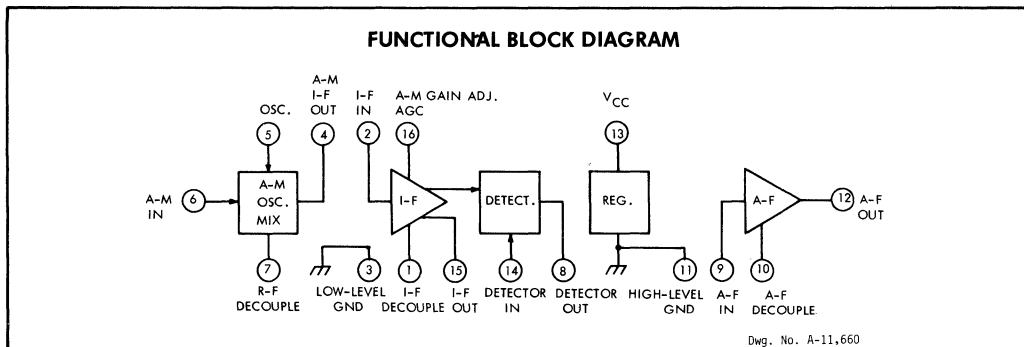 FUNCTIONAL BLOCK DIAGRAM
A-M
I-F
OUT
OSC.
I-F
IN
A-M GAIN ADJ.
AGC
VCC
5
4
2
16
13
A-M
IN
6
A-M
OSC.
MIX
I-F
DETECT.
REG.
A-F
12
A-F
OUT
7
3
1
15
14
8
11
9
10
R-F
DECOUPLE
LOW-LEVEL
GND
I-F
DECOUPLE
I-F
OUT
DETECTOR
IN
DETECTOR
OUT
HIGH-LEVEL
GND
A-F
IN
A-F
DECOUPLE
Dwg. No. A-11,660